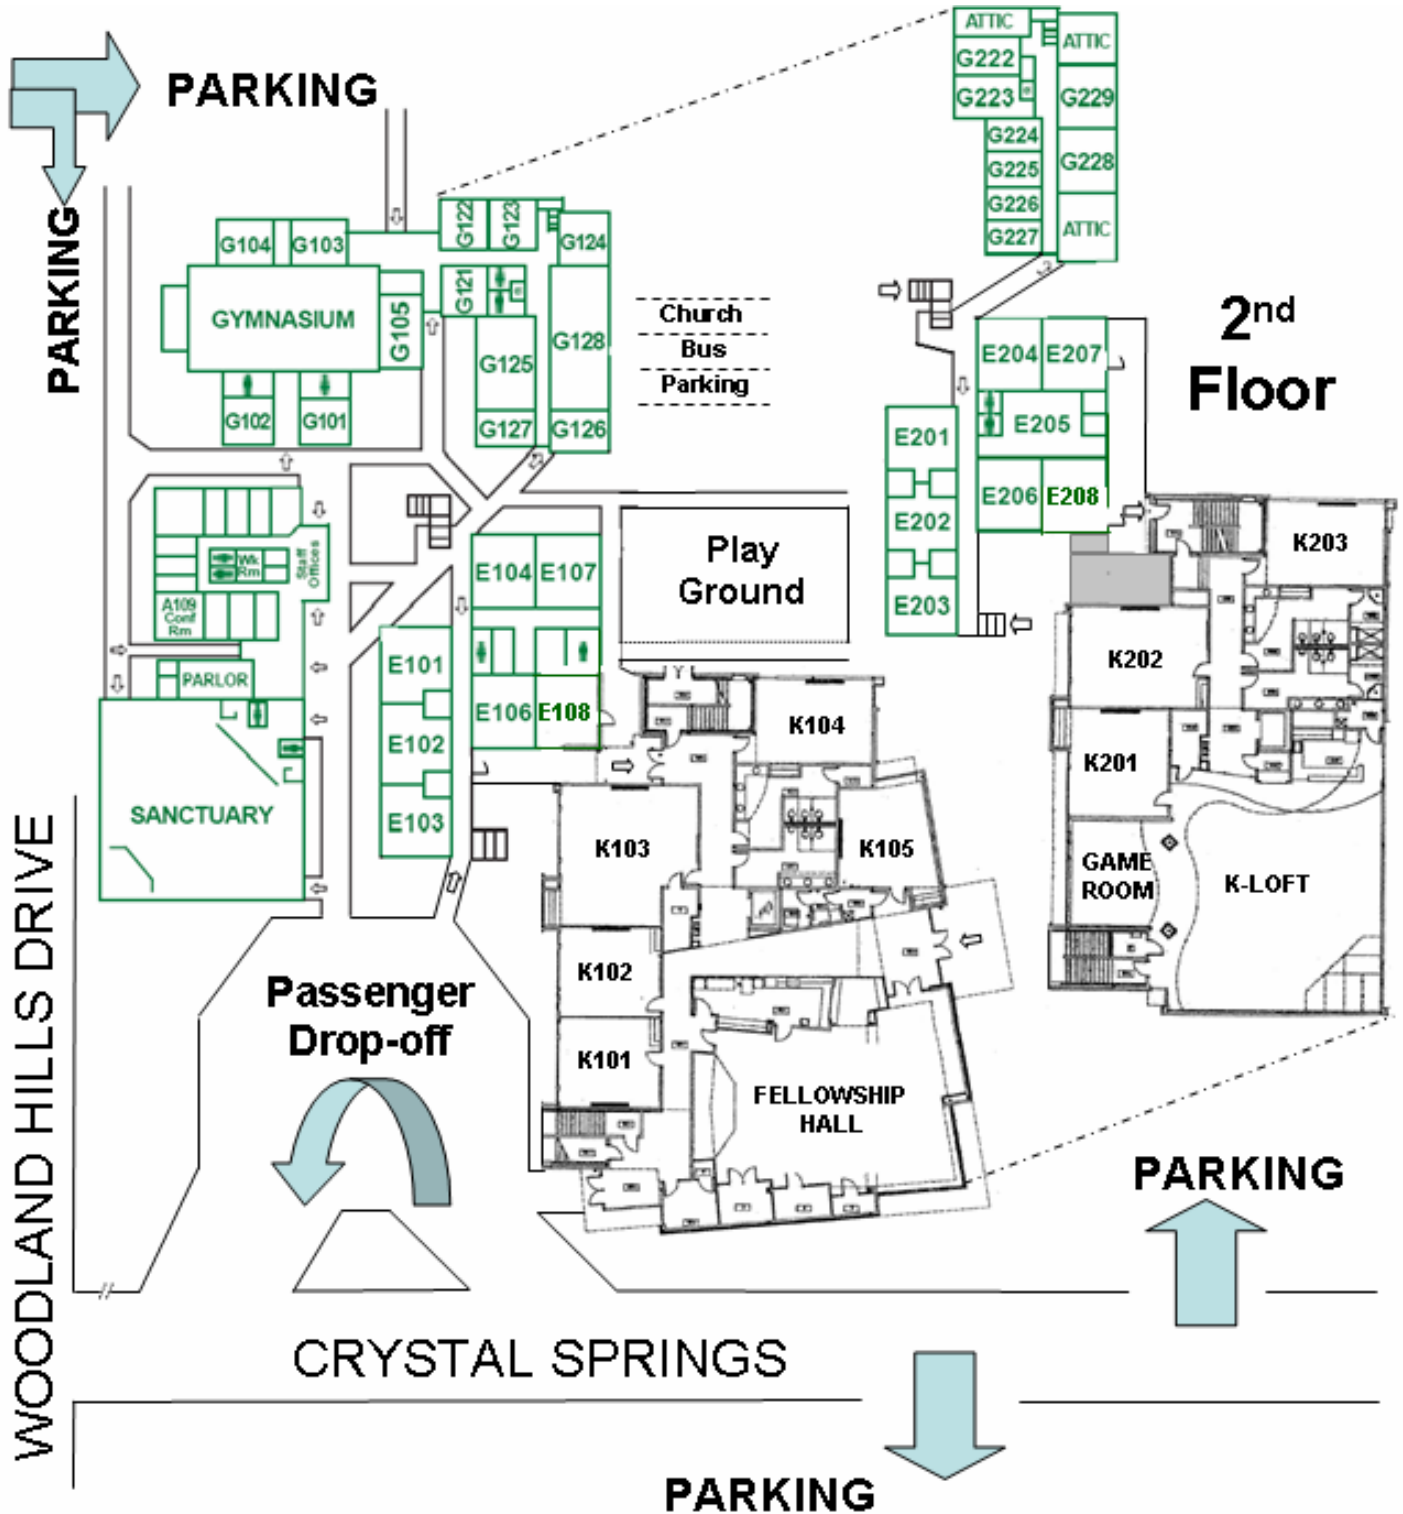 PARKING
PARKING
G104
G103
GYMNASIUM
G105
G102
G101
G122
G123
G124
G121
G125
G128
G127
G126
Church
Bus
Parking
ATTIC
ATTIC
G222
G223
G229
G224
G225
G228
G226
G227
ATTIC
2nd
Floor
E204
E207
E205
E206
E208
E201
E202
E203
K203
K202
K201
GAME
ROOM
K-LOFT
Wk
Rm
Staff
Offices
A109
Conf
Rm
PARLOR
SANCTUARY
E104
E107
E106
E108
E101
E102
E103
Play
Ground
K104
K103
K105
K102
K101
FELLOWSHIP
HALL
Passenger
Drop-off
WOODLAND HILLS DRIVE
CRYSTAL SPRINGS
PARKING
PARKING